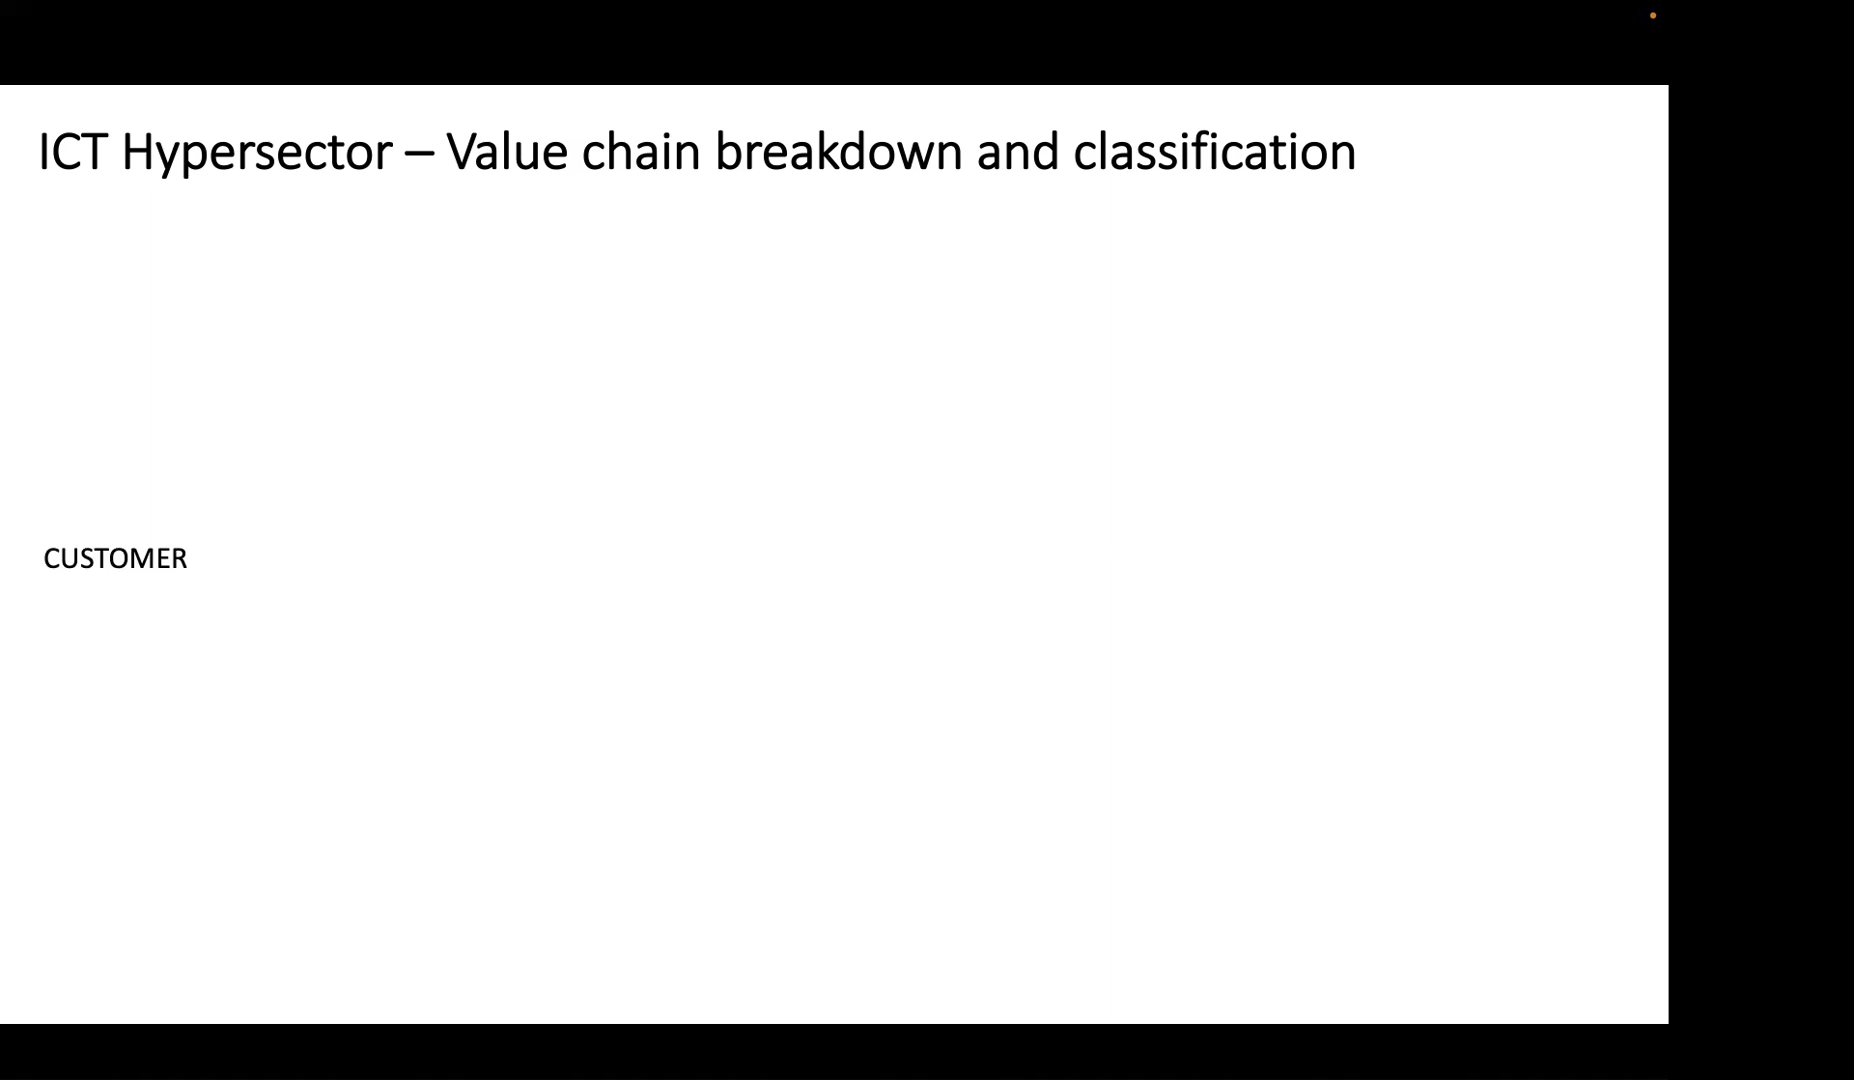 ICT Hypersector – Value chain breakdown and classification
CUSTOMER